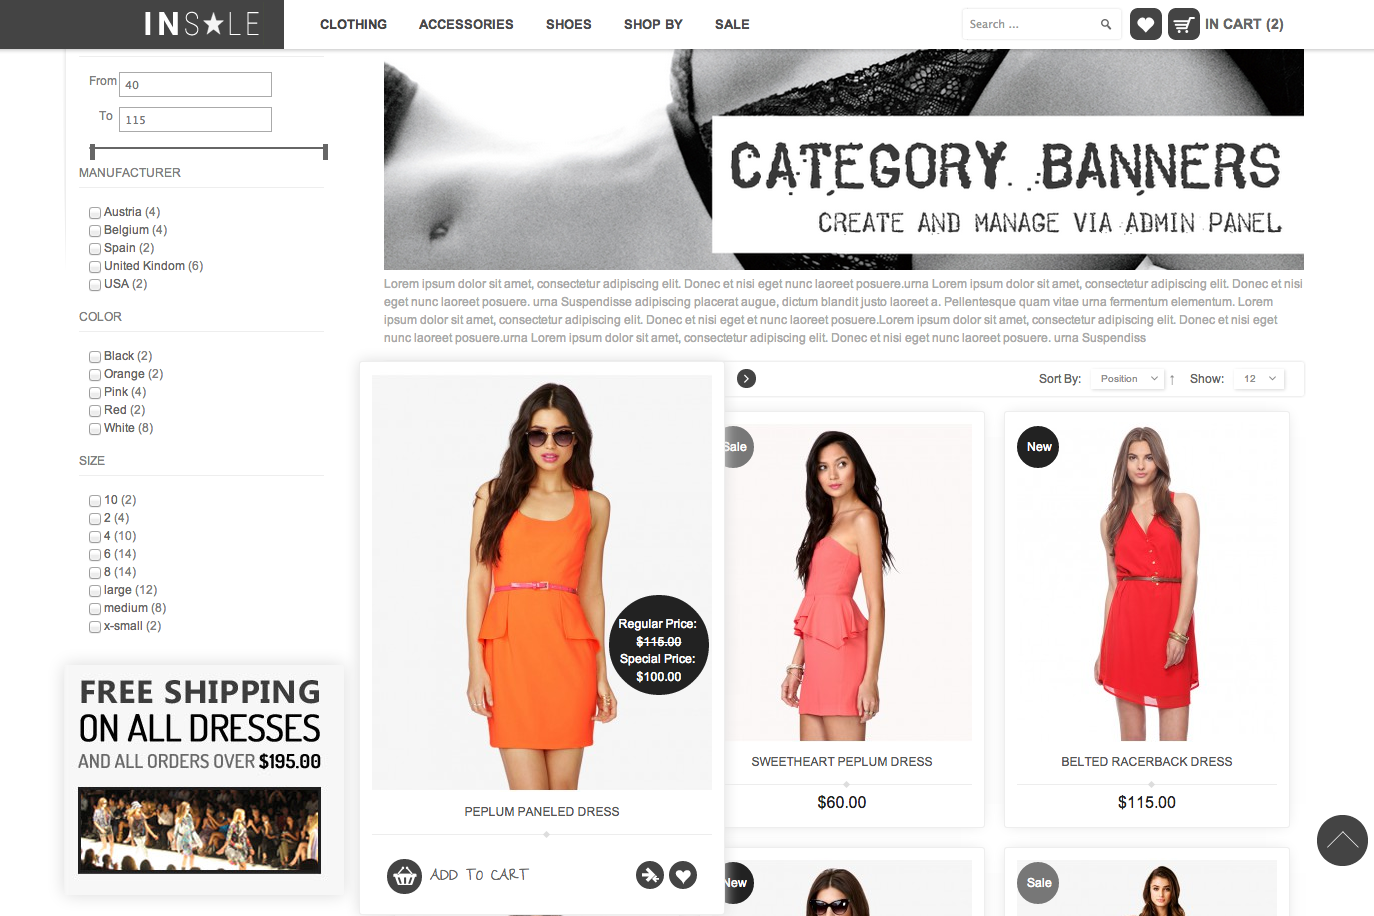 INS★LE
CLOTHING
ACCESSORIES
SHOES
SHOP BY
SALE
Search ...
IN CART (2)
From
40
To
115
MANUFACTURER
Austria (4)
Belgium (4)
Spain (2)
United Kindom (6)
USA (2)
COLOR
Black (2)
Orange (2)
Pink (4)
Red (2)
White (8)
SIZE
10 (2)
2 (4)
4 (10)
6 (14)
8 (14)
large (12)
medium (8)
x-small (2)
FREE SHIPPING
ON ALL DRESSES
AND ALL ORDERS OVER $195.00
CATEGORY BANNERS
CREATE AND MANAGE VIA ADMIN PANEL
Lorem ipsum dolor sit amet, consectetur adipiscing elit. Donec et nisi eget nunc laoreet posuere.urna Lorem ipsum dolor sit amet, consectetur adipiscing elit. Donec et nisi
eget nunc laoreet posuere. urna Suspendisse adipiscing placerat augue, dictum blandit justo laoreet a. Pellentesque quam vitae urna fermentum elementum. Lorem
ipsum dolor sit amet, consectetur adipiscing elit. Donec et nisi eget et nunc laoreet posuere.Lorem ipsum dolor sit amet, consectetur adipiscing elit. Donec et nisi eget
nunc laoreet posuere.urna Lorem ipsum dolor sit amet, consectetur adipiscing elit. Donec et nisi eget nunc laoreet posuere. urna Suspendiss
Sort By:
Position
Show:
12
Regular Price:
$115.00
Special Price:
$100.00
PEPLUM PANELED DRESS
ADD TO CART
Sale
SWEETHEART PEPLUM DRESS
$60.00
New
BELTED RACERBACK DRESS
$115.00
New
Sale